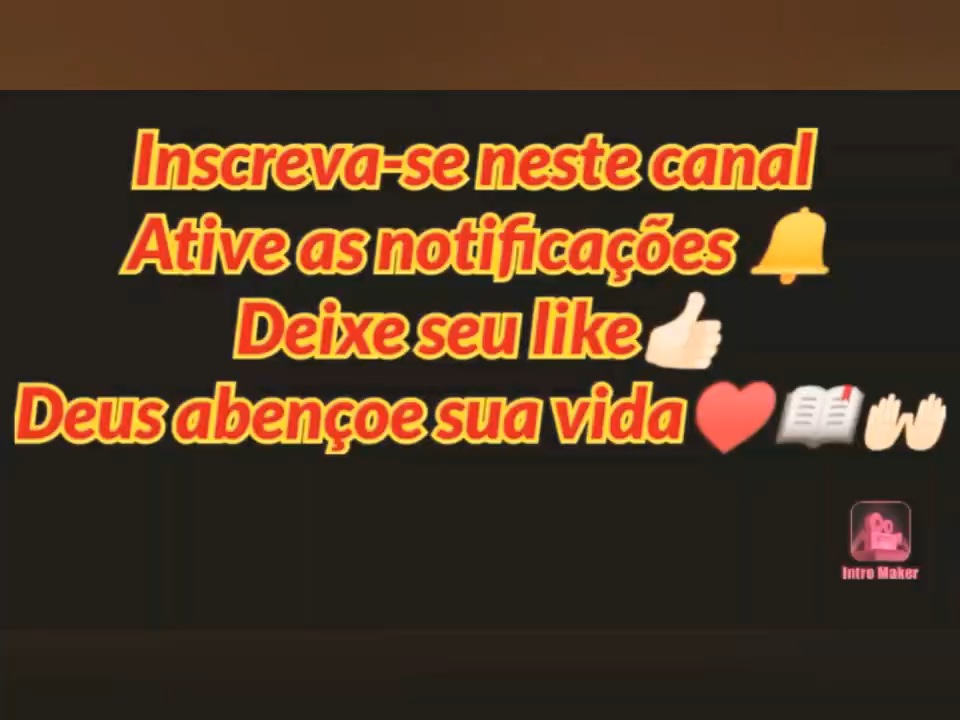 Inscreva-se neste canal
Ative as notificações 🔔
Deixe seu like👍🏻
Deus abençoe sua vida♥️📖👐🏻
Intro Maker